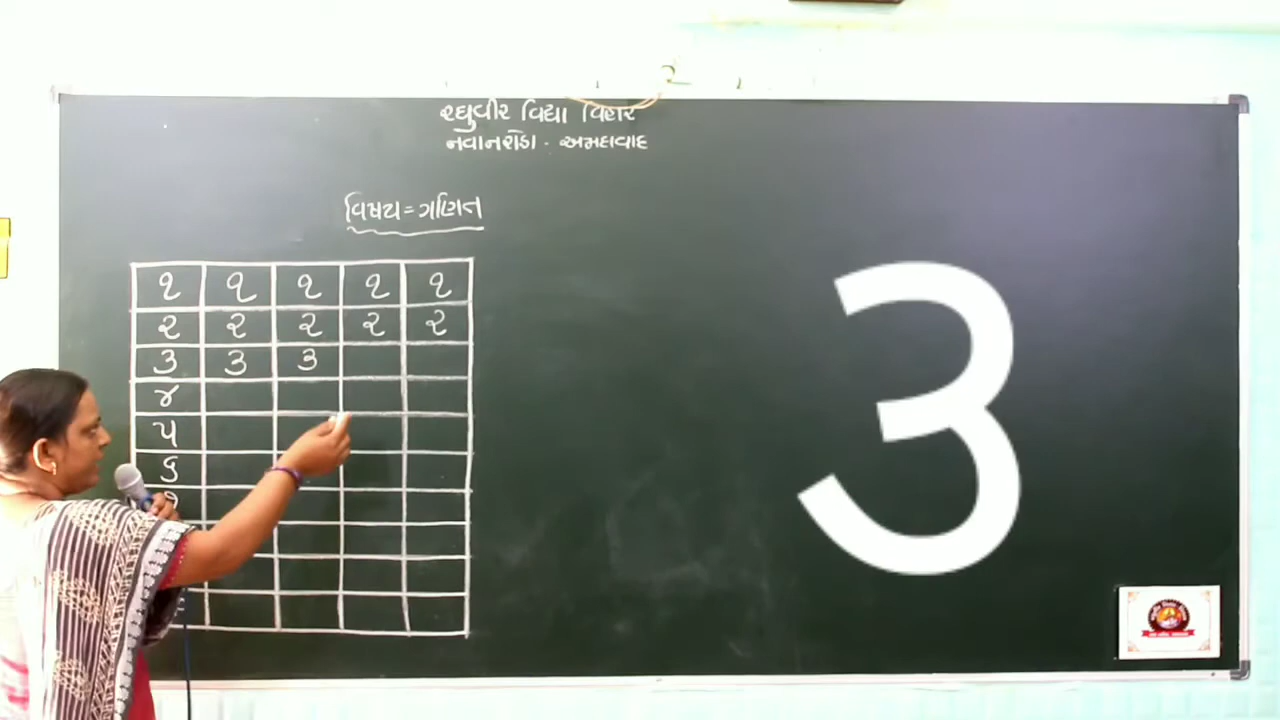 રઘુવીર વિદ્યા વિહાર
નવાનરોડા - અમદાવાદ
વિષય = ગણિત
૧ ૧ ૧ ૧ ૧
૨ ૨ ૨ ૨ ૨
૩ ૩ ૩
૪
૫
૬
૩